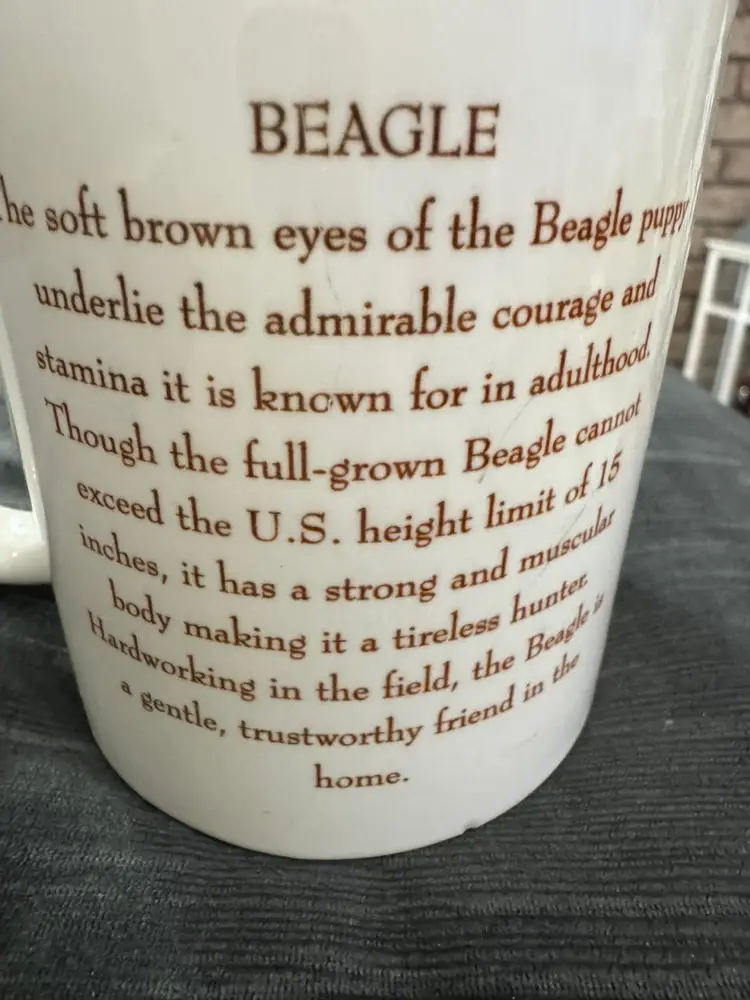 BEAGLE
The soft brown eyes of the Beagle puppy
underlie the admirable courage and
stamina it is known for in adulthood.
Though the full-grown Beagle cannot
exceed the U.S. height limit of 15
inches, it has a strong and muscular
body making it a tireless hunter.
Hardworking in the field, the Beagle is
a gentle, trustworthy friend in the
home.